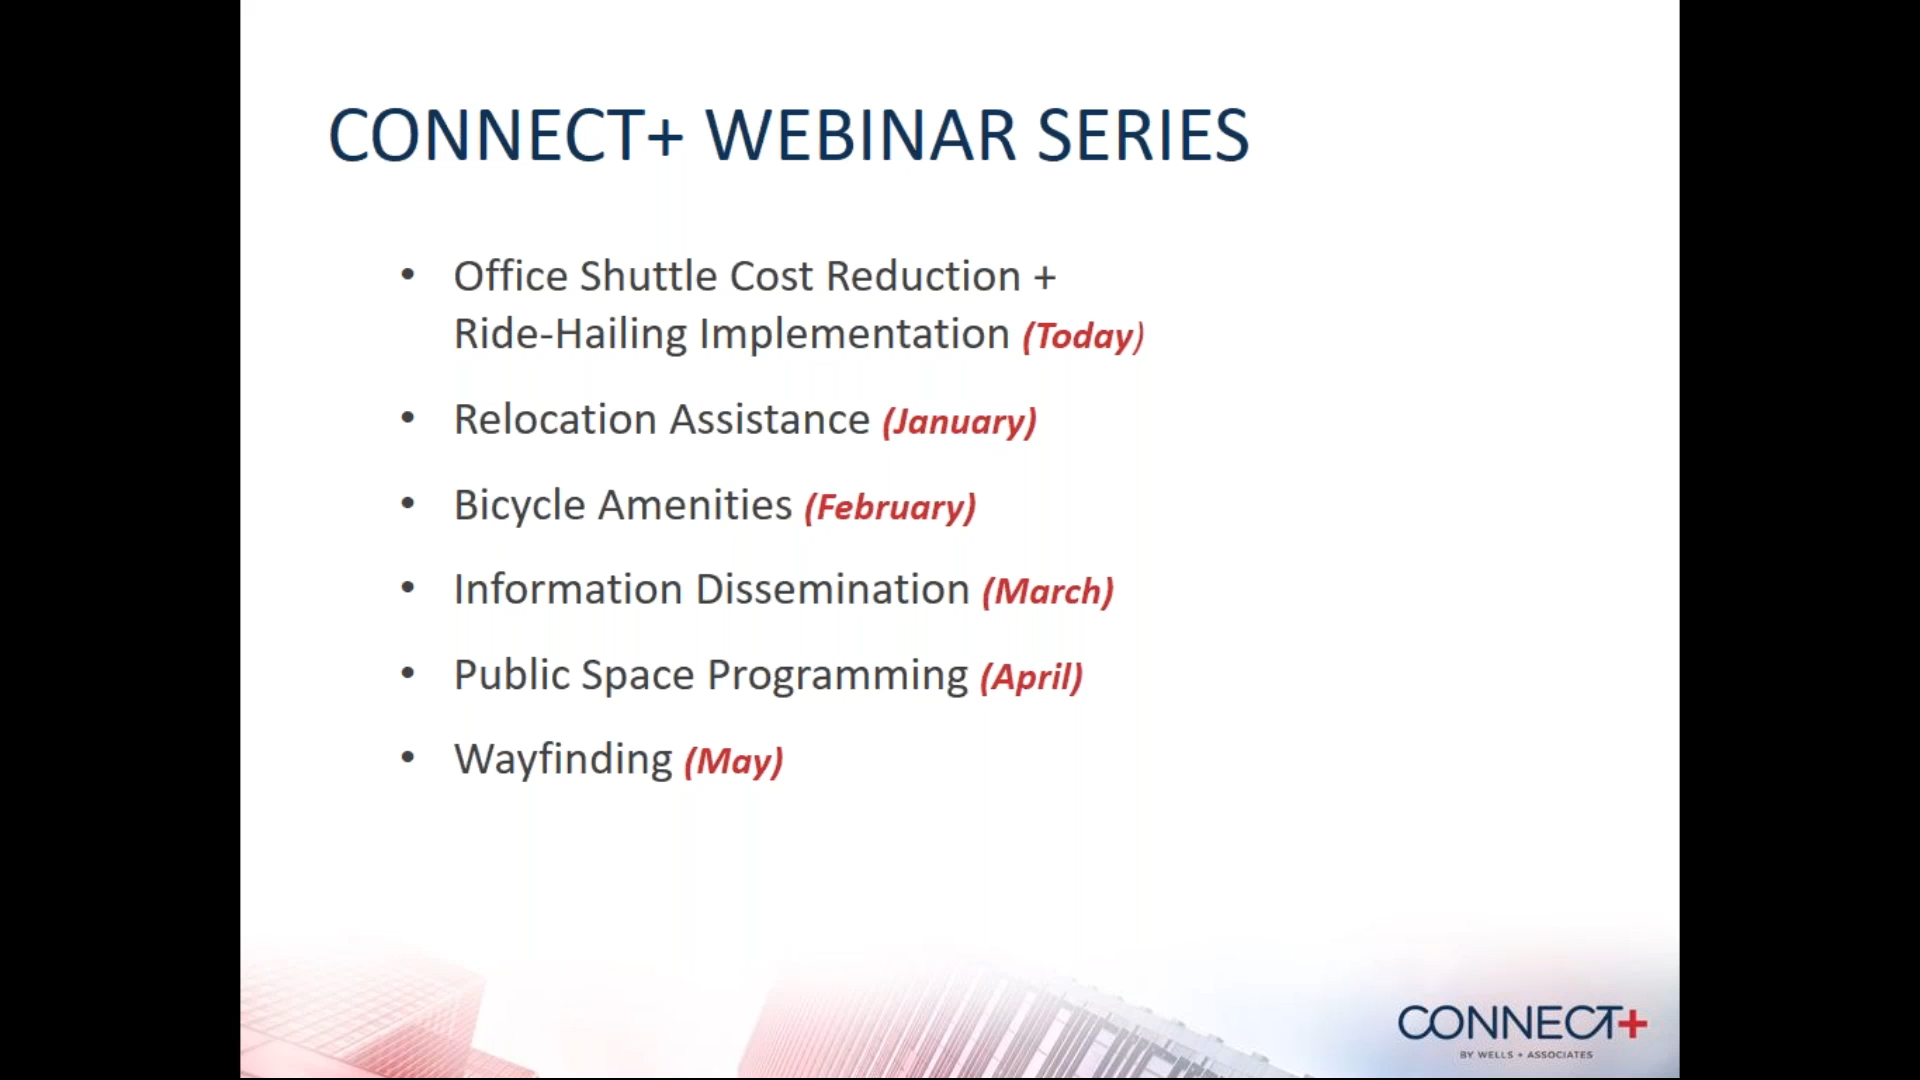 CONNECT+ WEBINAR SERIES
• Office Shuttle Cost Reduction +
Ride-Hailing Implementation (Today)
• Relocation Assistance (January)
• Bicycle Amenities (February)
• Information Dissemination (March)
• Public Space Programming (April)
• Wayfinding (May)
CONNECT+
BY WELLS + ASSOCIATES